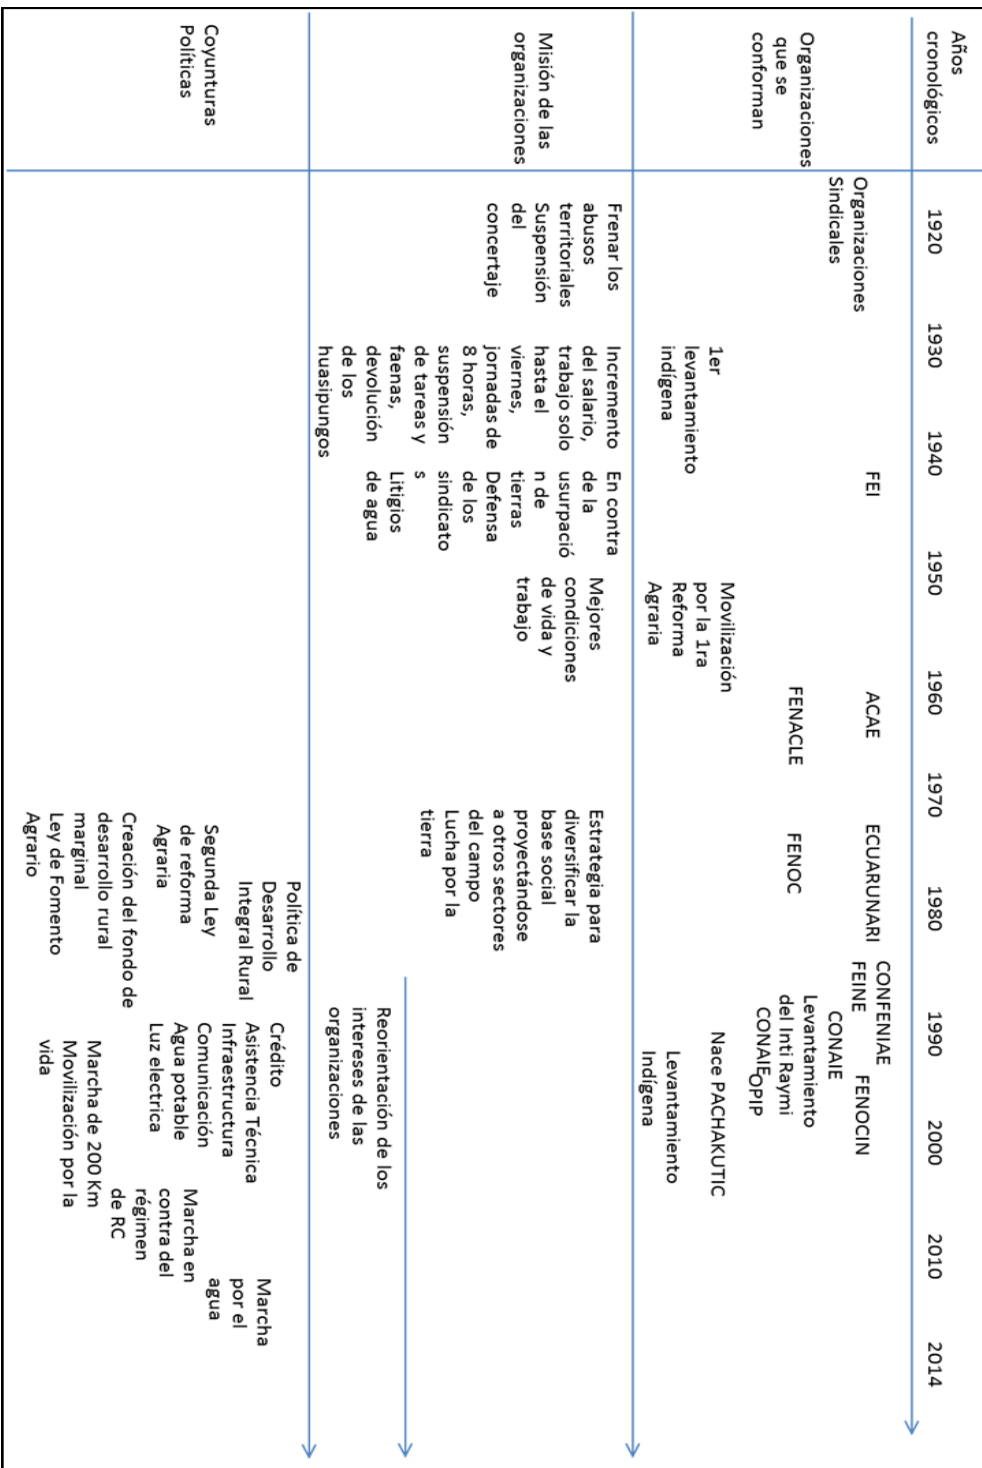 Años
cronológicos
1920
1930
1940
1950
1960
1970
1980
1990
2000
2010
2014
Organizaciones
que se
conforman
Organizaciones
Sindicales
1er
levantamiento
indígena
FEI
Movilización
por la 1ra
Reforma
Agraria
ACAE
FENACLE
ECUARUNARI
FENOC
CONFENIAE
FEINE
CONAIE
Levantamiento
del Inti Raymi
CONAIE
OPIP
FENOCIN
Nace PACHAKUTIC
Levantamiento
Indígena
Misión de las
organizaciones
Frenar los
abusos
territoriales
Suspensión
del
concertaje
Incremento
del salario,
trabajo solo
hasta el
viernes,
jornadas de
8 horas,
suspensión
de tareas y
faenas,
devolución
de los
huasipungos
En contra
de la
usurpació
n de
tierras
Defensa
de los
sindicato
s
Litigios
de agua
Mejores
condiciones
de vida y
trabajo
Estrategia para
diversificar la
base social
proyectándose
a otros sectores
del campo
Lucha por la
tierra
Reorientación de los
intereses de las
organizaciones
Coyunturas
Políticas
Política de
Desarrollo
Integral Rural
Segunda Ley
de reforma
Agraria
Creación del fondo de
desarrollo rural
marginal
Ley de Fomento
Agrario
Crédito
Asistencia Técnica
Infraestructura
Comunicación
Agua potable
Luz electrica
Marcha de 200 Km
Movilización por la
vida
Marcha en
contra del
régimen
de RC
Marcha
por el
agua